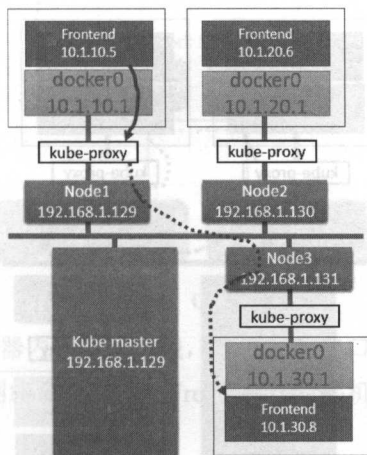 Frontend
10.1.10.5
docker0
10.1.10.1
kube-proxy
Node1
192.168.1.129
Frontend
10.1.20.6
docker0
10.1.20.1
kube-proxy
Node2
192.168.1.130
Kube master
192.168.1.129
Node3
192.168.1.131
kube-proxy
docker0
10.1.30.1
Frontend
10.1.30.8